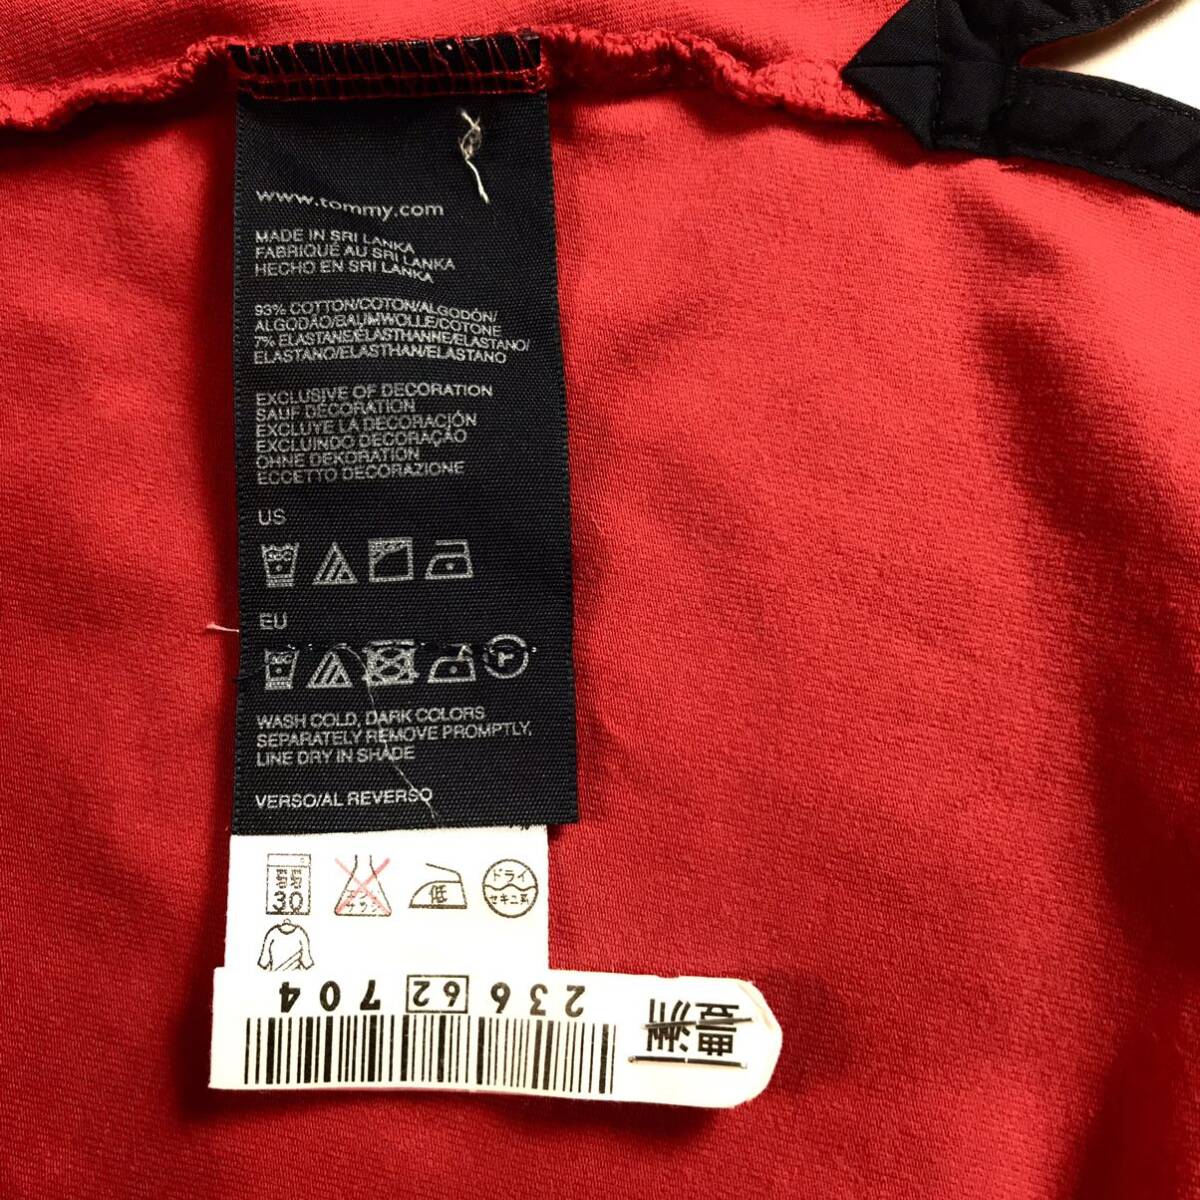 www.tommy.com
MADE IN SRI LANKA
FABRIQUÉ AU SRI LANKA
HECHO EN SRI LANKA
93% COTTON/COTON/ALGODÓN/
ALGODÃO/BAUMWOLLE/COTONE
7% ELASTANE/ÉLASTHANNE/ELASTANO/
ELASTANO/ELASTHAN/ELASTANO
EXCLUSIVE OF DECORATION
SAUF DÉCORATION
EXCLUYE LA DECORACIÓN
EXCLUINDO DECORAÇÃO
OHNE DEKORATION
ECCETTO DECORAZIONE
US
EU
WASH COLD, DARK COLORS
SEPARATELY REMOVE PROMPTLY,
LINE DRY IN SHADE
VERSO/AL REVERSO
30 低 ドライ セキユ系
236 62 704
亜洲